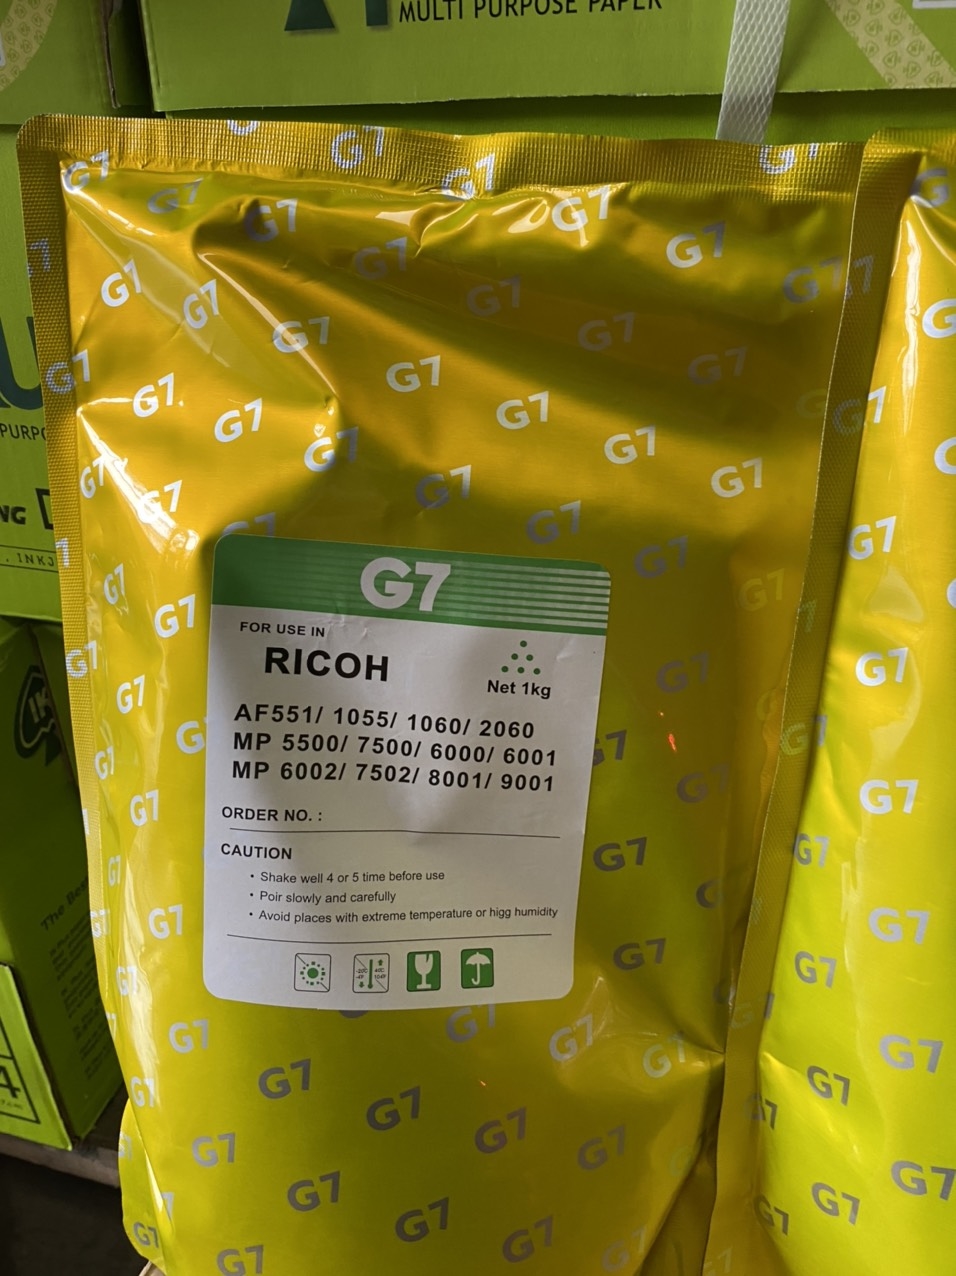 MULTI PURPOSE PAPER
G7
FOR USE IN
RICOH
Net 1kg
AF551/ 1055/ 1060/ 2060
MP 5500/ 7500/ 6000/ 6001
MP 6002/ 7502/ 8001/ 9001
ORDER NO. :
CAUTION
• Shake well 4 or 5 time before use
• Poir slowly and carefully
• Avoid places with extreme temperature or higg humidity